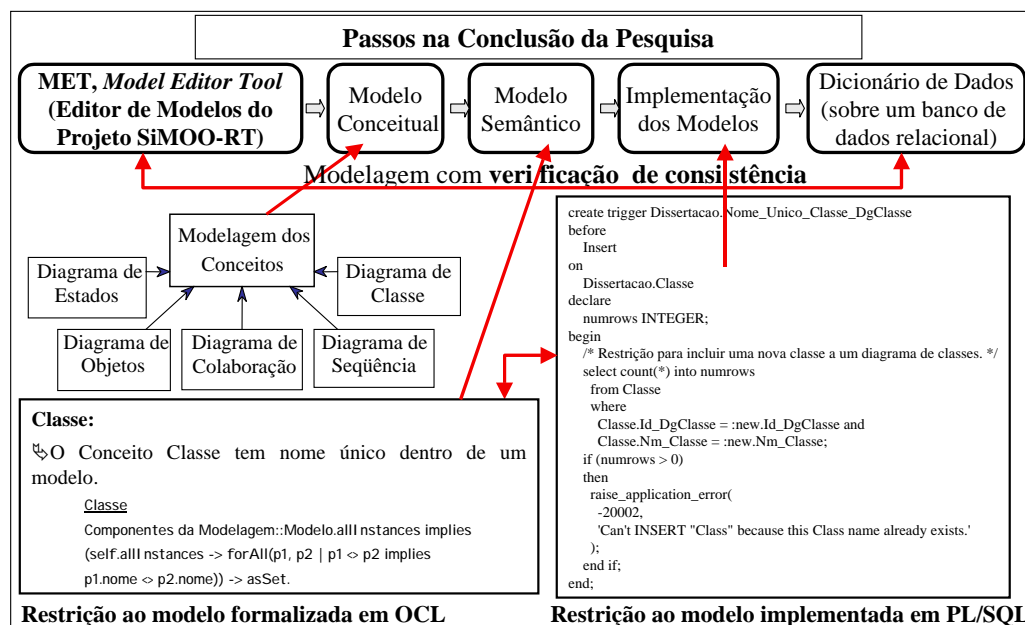 Passos na Conclusão da Pesquisa
MET, Model Editor Tool
(Editor de Modelos do
Projeto SiMOO-RT)
Modelo
Conceitual
Modelo
Semântico
Implementação
dos Modelos
Dicionário de Dados
(sobre um banco de
dados relacional)
Modelagem com verificação de consistência
Modelagem dos
Conceitos
Diagrama de
Estados
Diagrama de
Classe
Diagrama de
Objetos
Diagrama de
Colaboração
Diagrama de
Seqüência
Classe:
O Conceito Classe tem nome único dentro de um
modelo.
Classe
Componentes da Modelagem::Modelo.allInstances implies
(self.allInstances -> forAll(p1, p2 | p1 <> p2 implies
p1.nome <> p2.nome)) -> asSet.
Restrição ao modelo formalizada em OCL
create trigger Dissertacao.Nome_Unico_Classe_DgClasse
before
Insert
on
Dissertacao.Classe
declare
numrows INTEGER;
begin
/* Restrição para incluir uma nova classe a um diagrama de classes. */
select count(*) into numrows
from Classe
where
Classe.Id_DgClasse = :new.Id_DgClasse and
Classe.Nm_Classe = :new.Nm_Classe;
if (numrows > 0)
then
raise_application_error(
-20002,
'Can't INSERT "Class" because this Class name already exists.'
);
end if;
end;
Restrição ao modelo implementada em PL/SQL